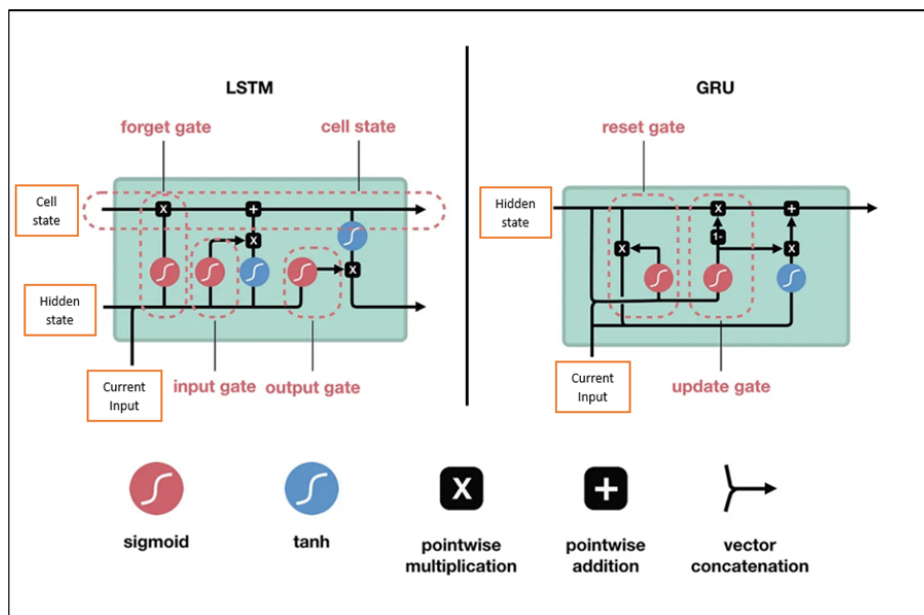 LSTM
forget gate
cell state
Cell
state
X
+
X
X
Hidden
state
Current
Input
input gate
output gate
GRU
reset gate
Hidden
state
X
+
1-
X
X
Current
Input
update gate
X
+
sigmoid
tanh
pointwise
multiplication
pointwise
addition
vector
concatenation